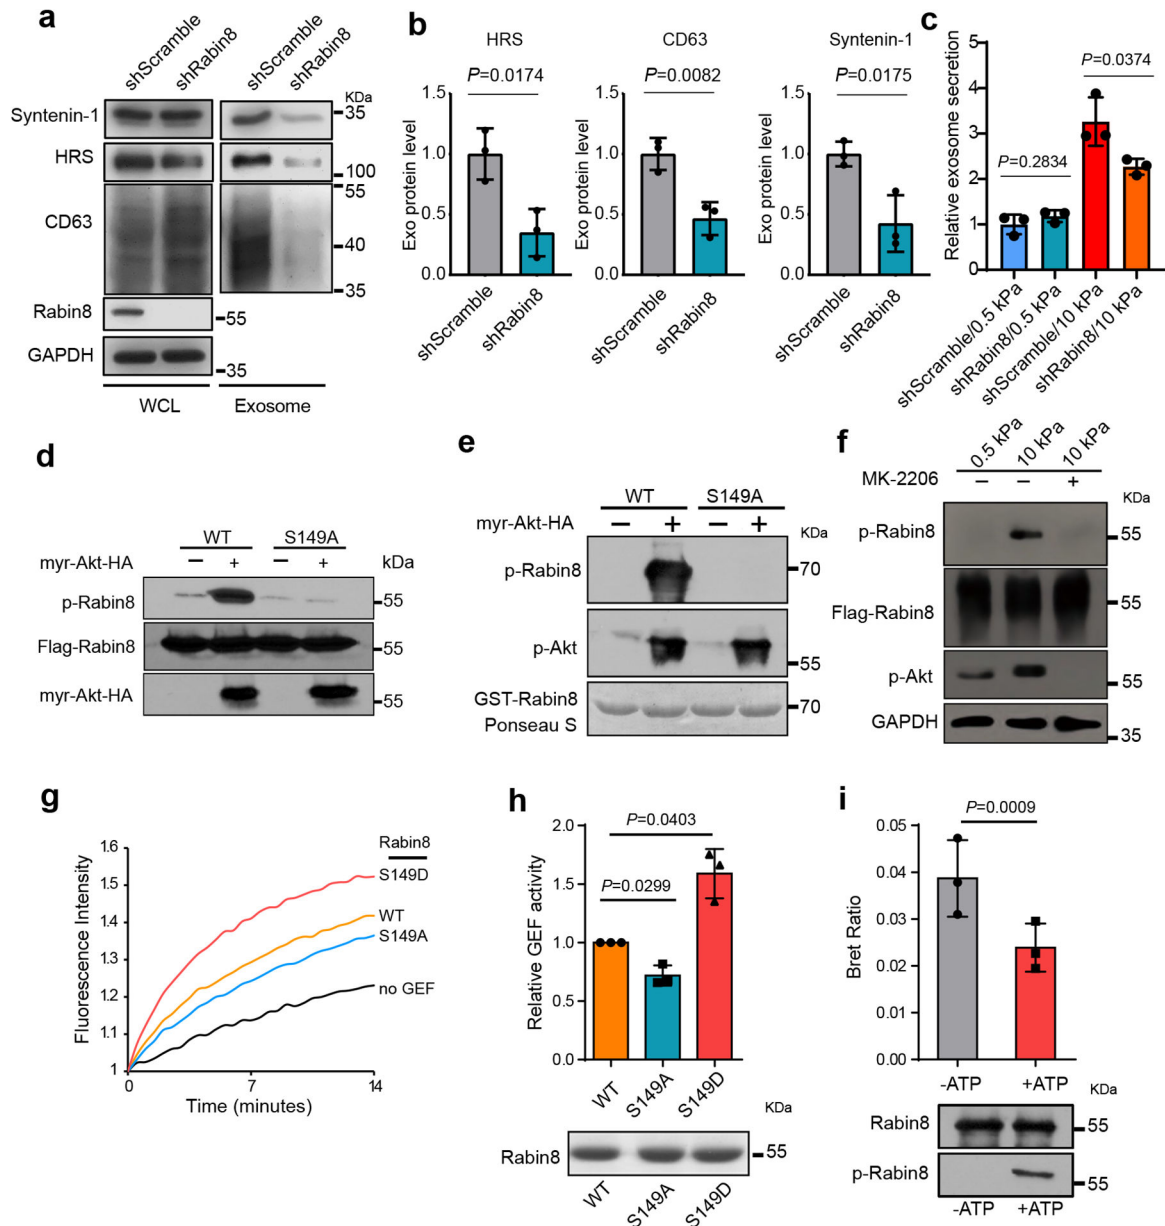 a
shScramble
shRabin8
shScramble
shRabin8
KDa
Syntenin-1
35
HRS
100
55
CD63
40
35
Rabin8
55
GAPDH
35
WCL
Exosome
b
HRS
CD63
Syntenin-1
P=0.0174
P=0.0082
P=0.0175
Exo protein level
1.5
1.0
0.5
0.0
shScramble
shRabin8
Exo protein level
1.5
1.0
0.5
0.0
shScramble
shRabin8
Exo protein level
1.5
1.0
0.5
0.0
shScramble
shRabin8
c
Relative exosome secretion
5
4
3
2
1
0
P=0.0374
P=0.2834
shScramble/0.5 kPa
shRabin8/0.5 kPa
shScramble/10 kPa
shRabin8/10 kPa
d
WT S149A
myr-Akt-HA − + − + kDa
p-Rabin8 55
Flag-Rabin8 55
myr-Akt-HA 55
e
WT S149A
myr-Akt-HA − + − + KDa
p-Rabin8 70
p-Akt
55
GST-Rabin8 70
Ponseau S
f
0.5 kPa 10 kPa 10 kPa
MK-2206 − − +
KDa
p-Rabin8 55
Flag-Rabin8 55
p-Akt 55
GAPDH
35
g
Fluorescence Intensity
1.6
1.5
1.4
1.3
1.2
1.1
1
0 7 14
Time (minutes)
Rabin8
S149D
WT
S149A
no GEF
h
Relative GEF activity
2.0
1.5
1.0
0.5
0.0
P=0.0403
P=0.0299
WT S149A S149D
KDa
Rabin8 55
WT S149A S149D
i
P=0.0009
Bret Ratio
0.05
0.04
0.03
0.02
0.01
0.00
-ATP +ATP
KDa
Rabin8 55
p-Rabin8 55
-ATP +ATP